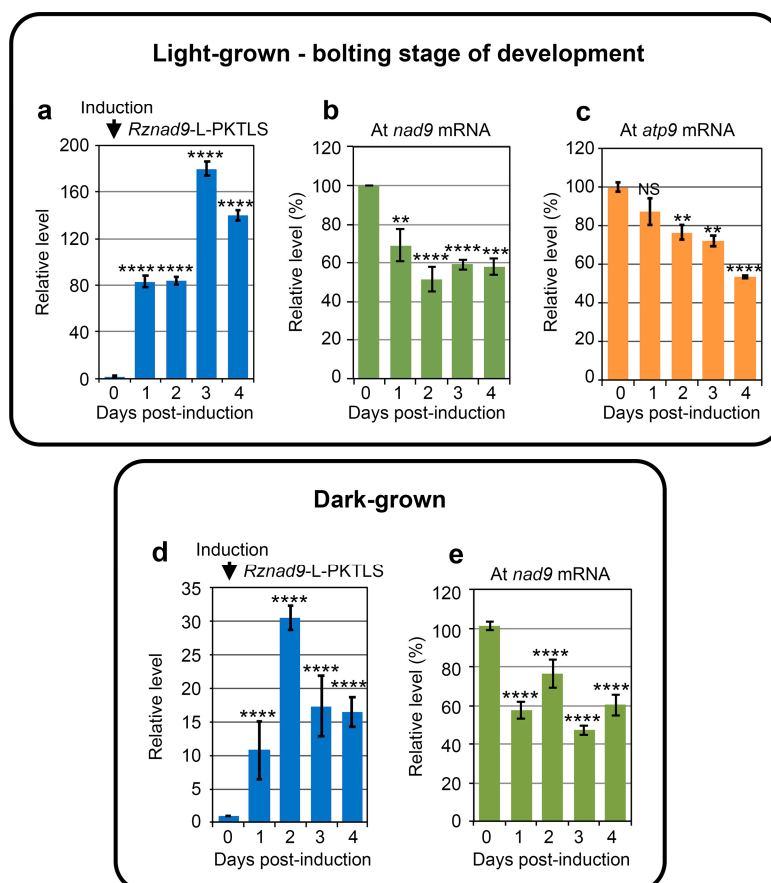 Light-grown - bolting stage of development
a
Induction
Rznad9-L-PKTLS
200
160
120
80
40
0
Relative level
****
****
****
****
0 1 2 3 4
Days post-induction
b
At nad9 mRNA
120
100
80
60
40
20
0
Relative level (%)
**
****
****
***
0 1 2 3 4
Days post-induction
c
At atp9 mRNA
120
100
80
60
40
20
0
Relative level (%)
NS
**
**
****
0 1 2 3 4
Days post-induction
Dark-grown
d
Induction
Rznad9-L-PKTLS
35
30
25
20
15
10
5
0
Relative level
****
****
****
****
0 1 2 3 4
Days post-induction
e
At nad9 mRNA
120
100
80
60
40
20
0
Relative level (%)
****
****
****
****
0 1 2 3 4
Days post-induction